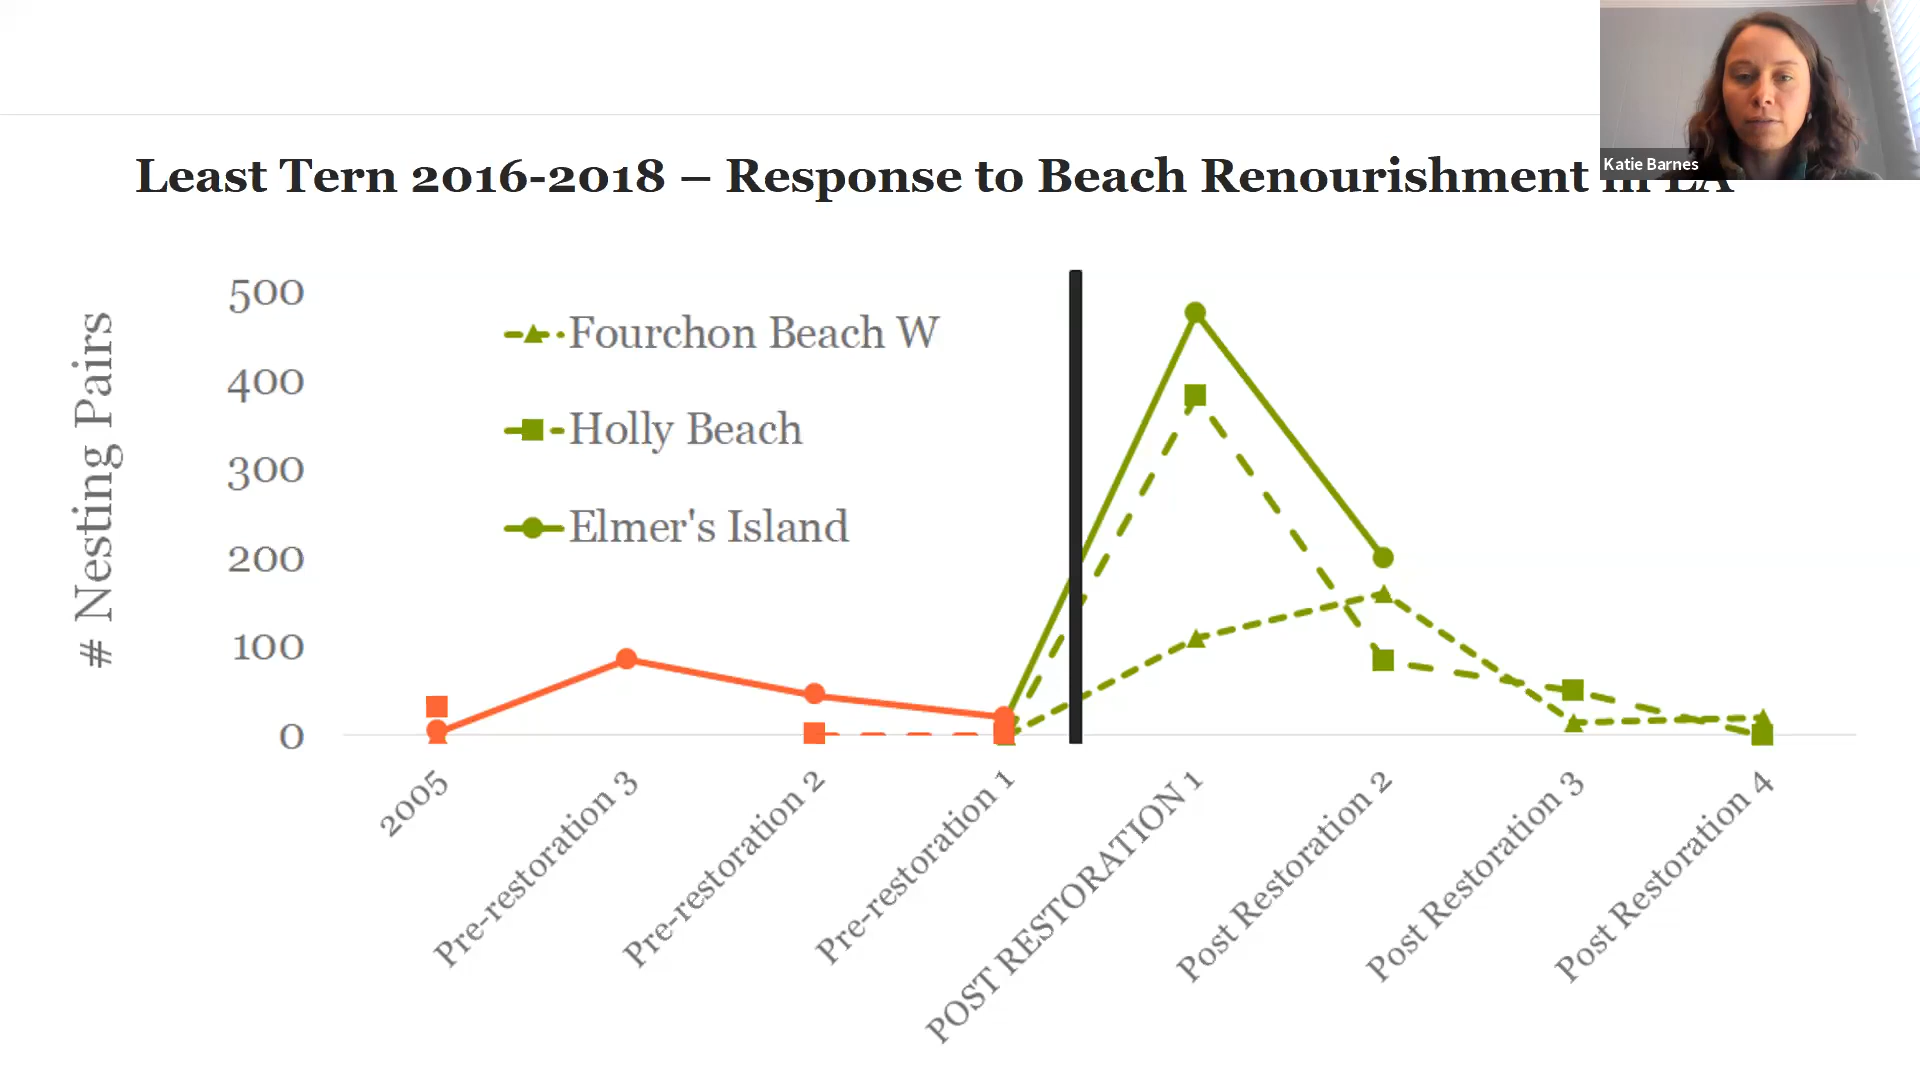 Katie Barnes
Least Tern 2016-2018 – Response to Beach Renourishment in LA
# Nesting Pairs
500
400
300
200
100
0
Fourchon Beach W
Holly Beach
Elmer's Island
2005
Pre-restoration 3
Pre-restoration 2
Pre-restoration 1
POST RESTORATION 1
Post Restoration 2
Post Restoration 3
Post Restoration 4